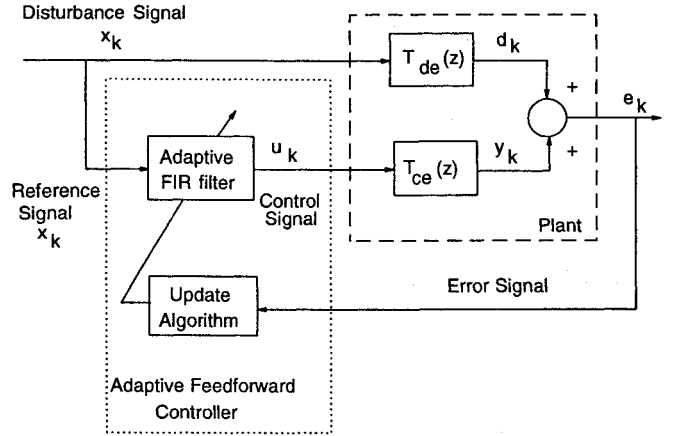 Disturbance Signal
x_k
T_de(z)
d_k
+
e_k
Adaptive
FIR filter
u_k
T_ce(z)
y_k
+
Reference
Signal
x_k
Control
Signal
Plant
Update
Algorithm
Error Signal
Adaptive Feedforward
Controller